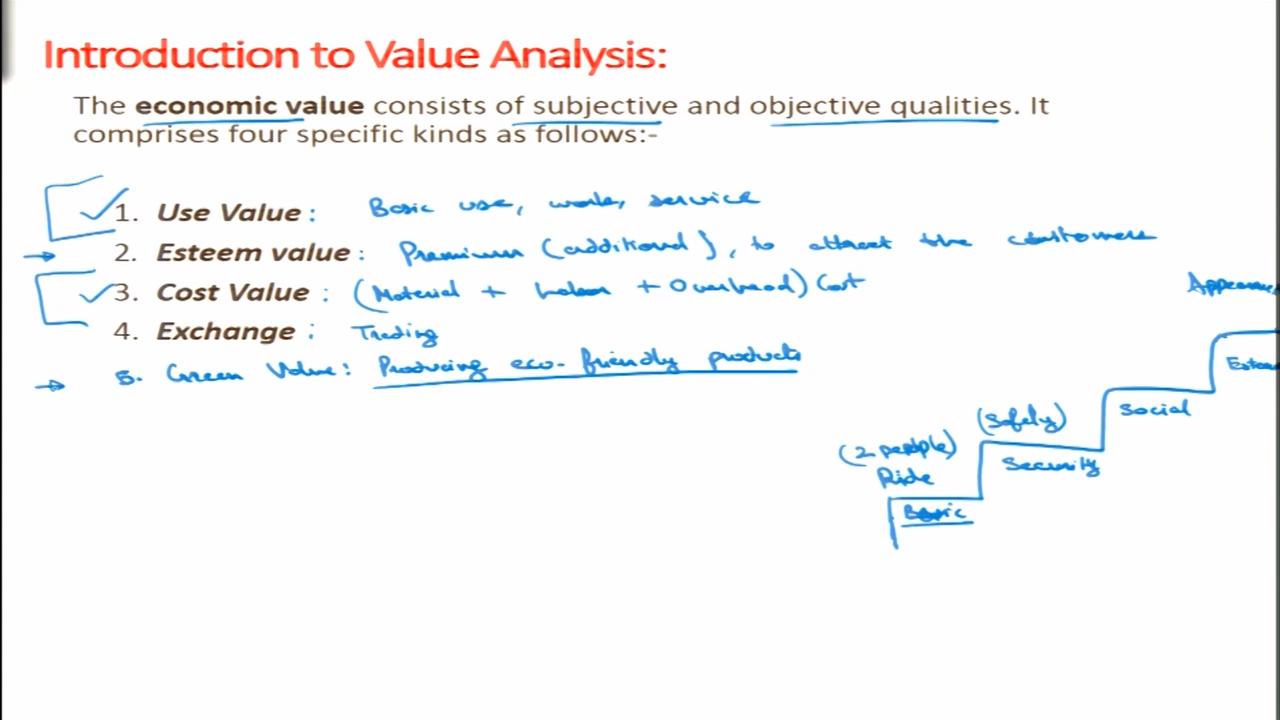 Introduction to Value Analysis:
The economic value consists of subjective and objective qualities. It
comprises four specific kinds as follows:-
1. Use Value : Basic use, work, service
2. Esteem value : Premium (additional), to attract the customers
3. Cost Value : (Material + Labor + Overhead) Cost
4. Exchange : Trading
5. Green Value: Producing eco-friendly products
Appearance
Social
(Safely)
Security
(2 people)
Ride
Basic